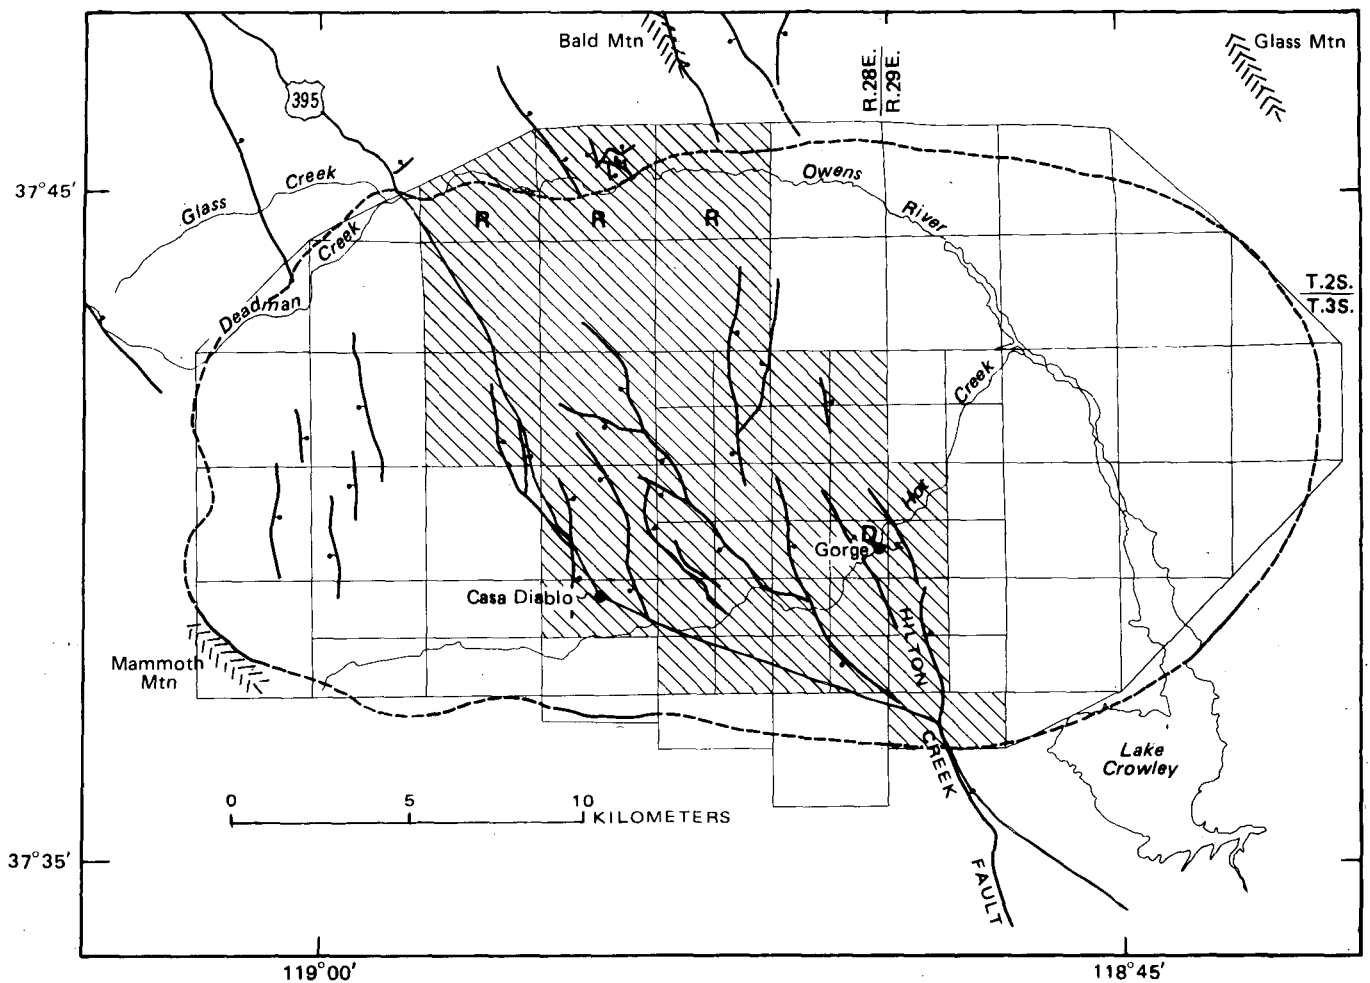 Bald Mtn
Glass Mtn
R.28E.
R.29E.
395
37°45′
Glass Creek
Owens River
R R R
Deadman Creek
T.2S.
T.3S.
Hot Creek
D
Gorge
Casa Diablo
Mammoth
Mtn
HILTON CREEK FAULT
Lake
Crowley
0 5 10
KILOMETERS
37°35′
119°00′
118°45′